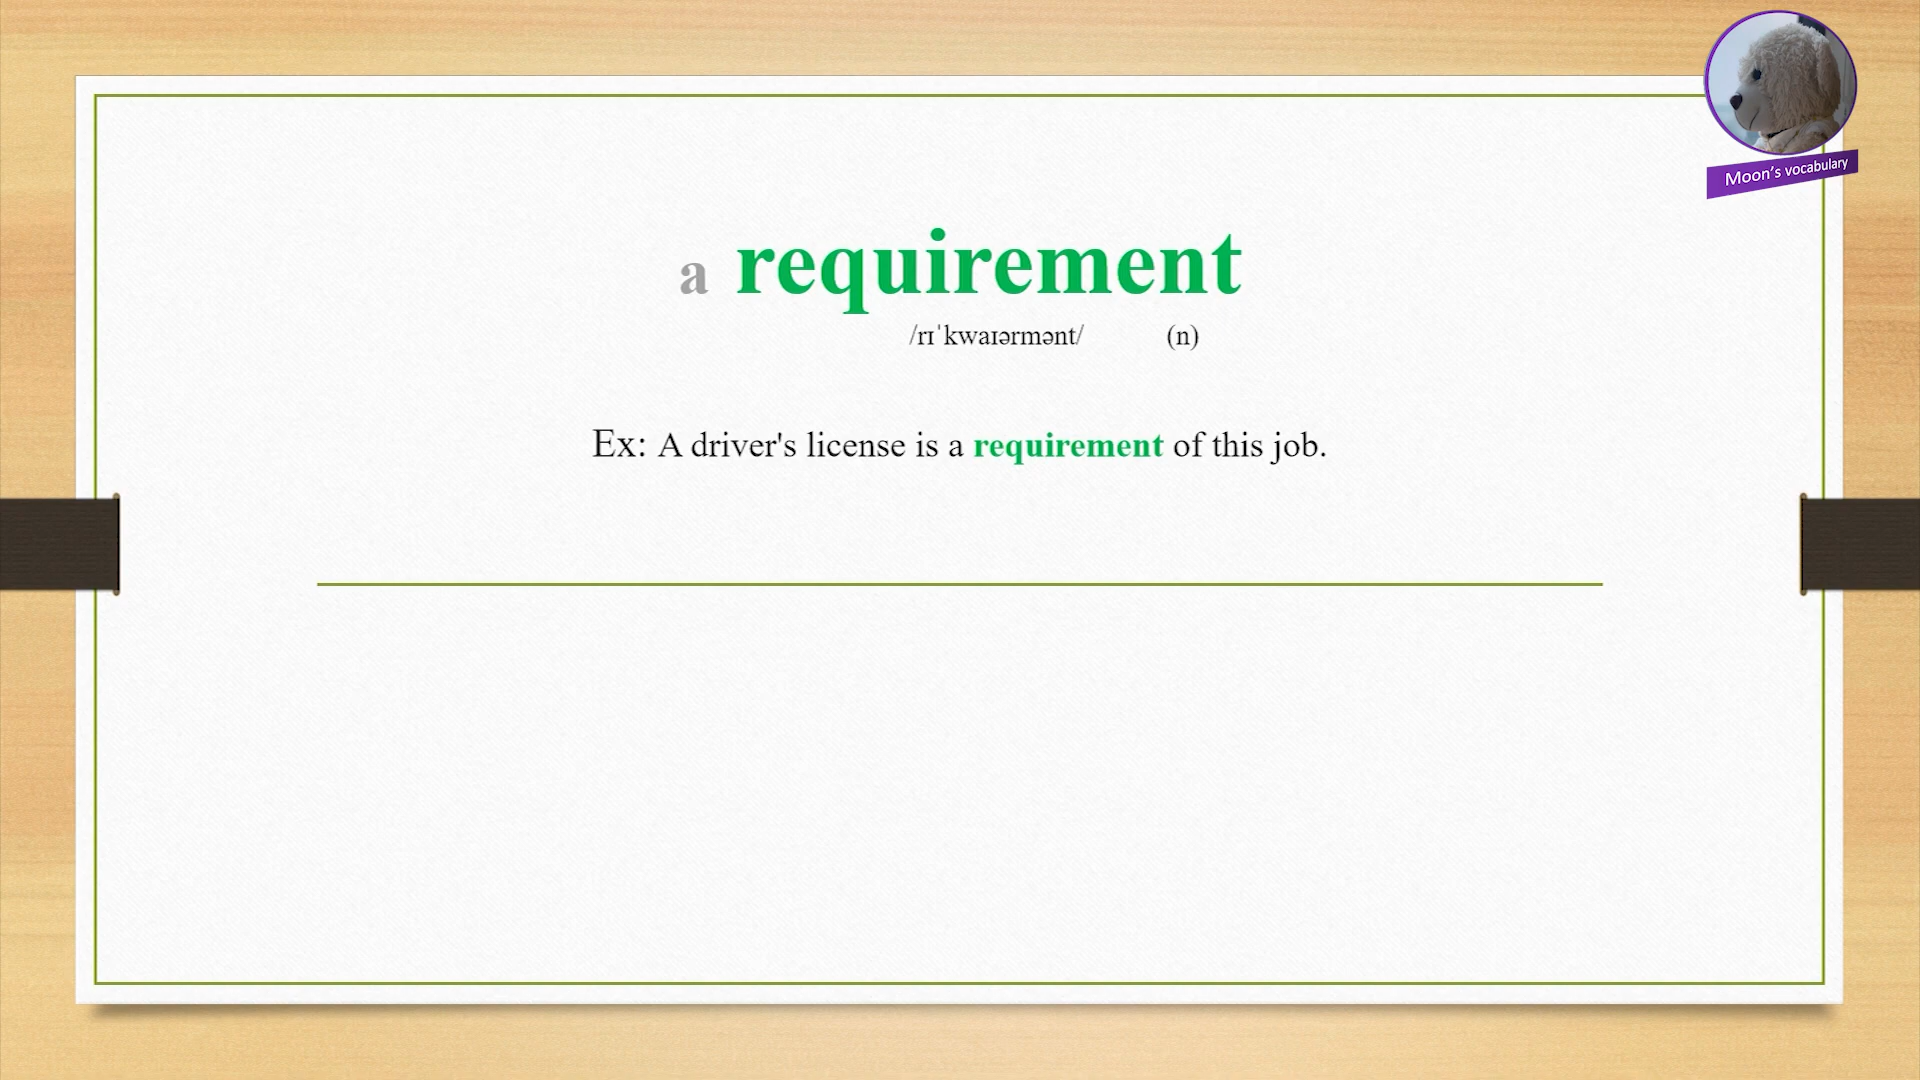 Moon's vocabulary
a requirement
/rɪˈkwaɪərmənt/ (n)
Ex: A driver's license is a requirement of this job.